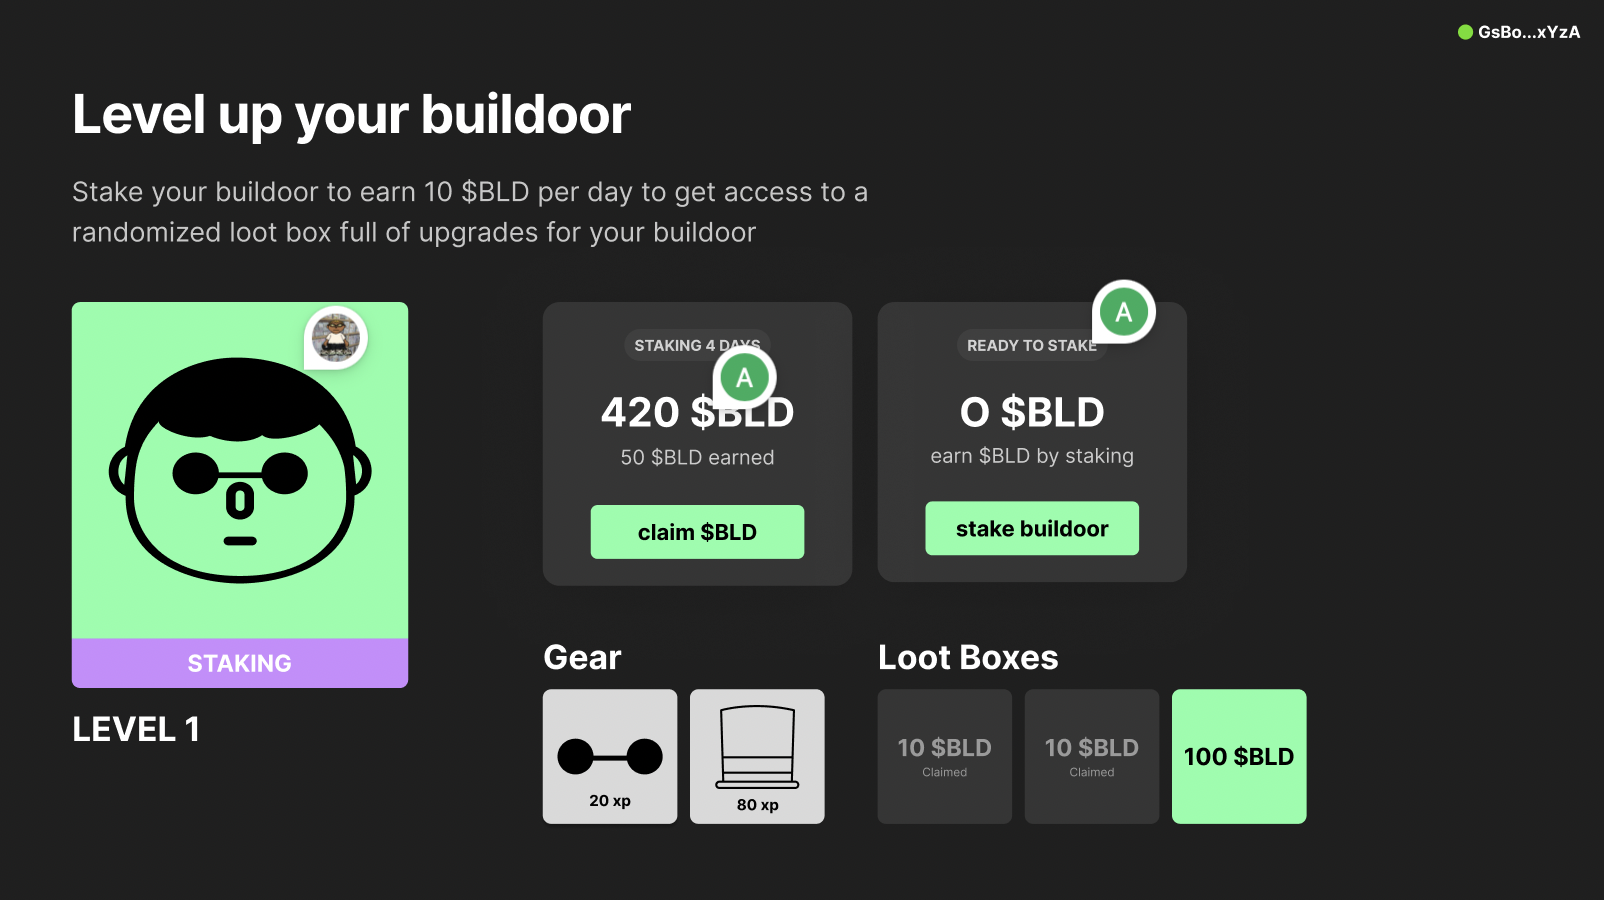 GsBo...xYzA
Level up your buildoor
Stake your buildoor to earn 10 $BLD per day to get access to a
randomized loot box full of upgrades for your buildoor
STAKING
LEVEL 1
STAKING 4 DAYS
A
420 $BLD
50 $BLD earned
claim $BLD
A
READY TO STAKE
O $BLD
earn $BLD by staking
stake buildoor
Gear
20 xp
80 xp
Loot Boxes
10 $BLD
Claimed
10 $BLD
Claimed
100 $BLD